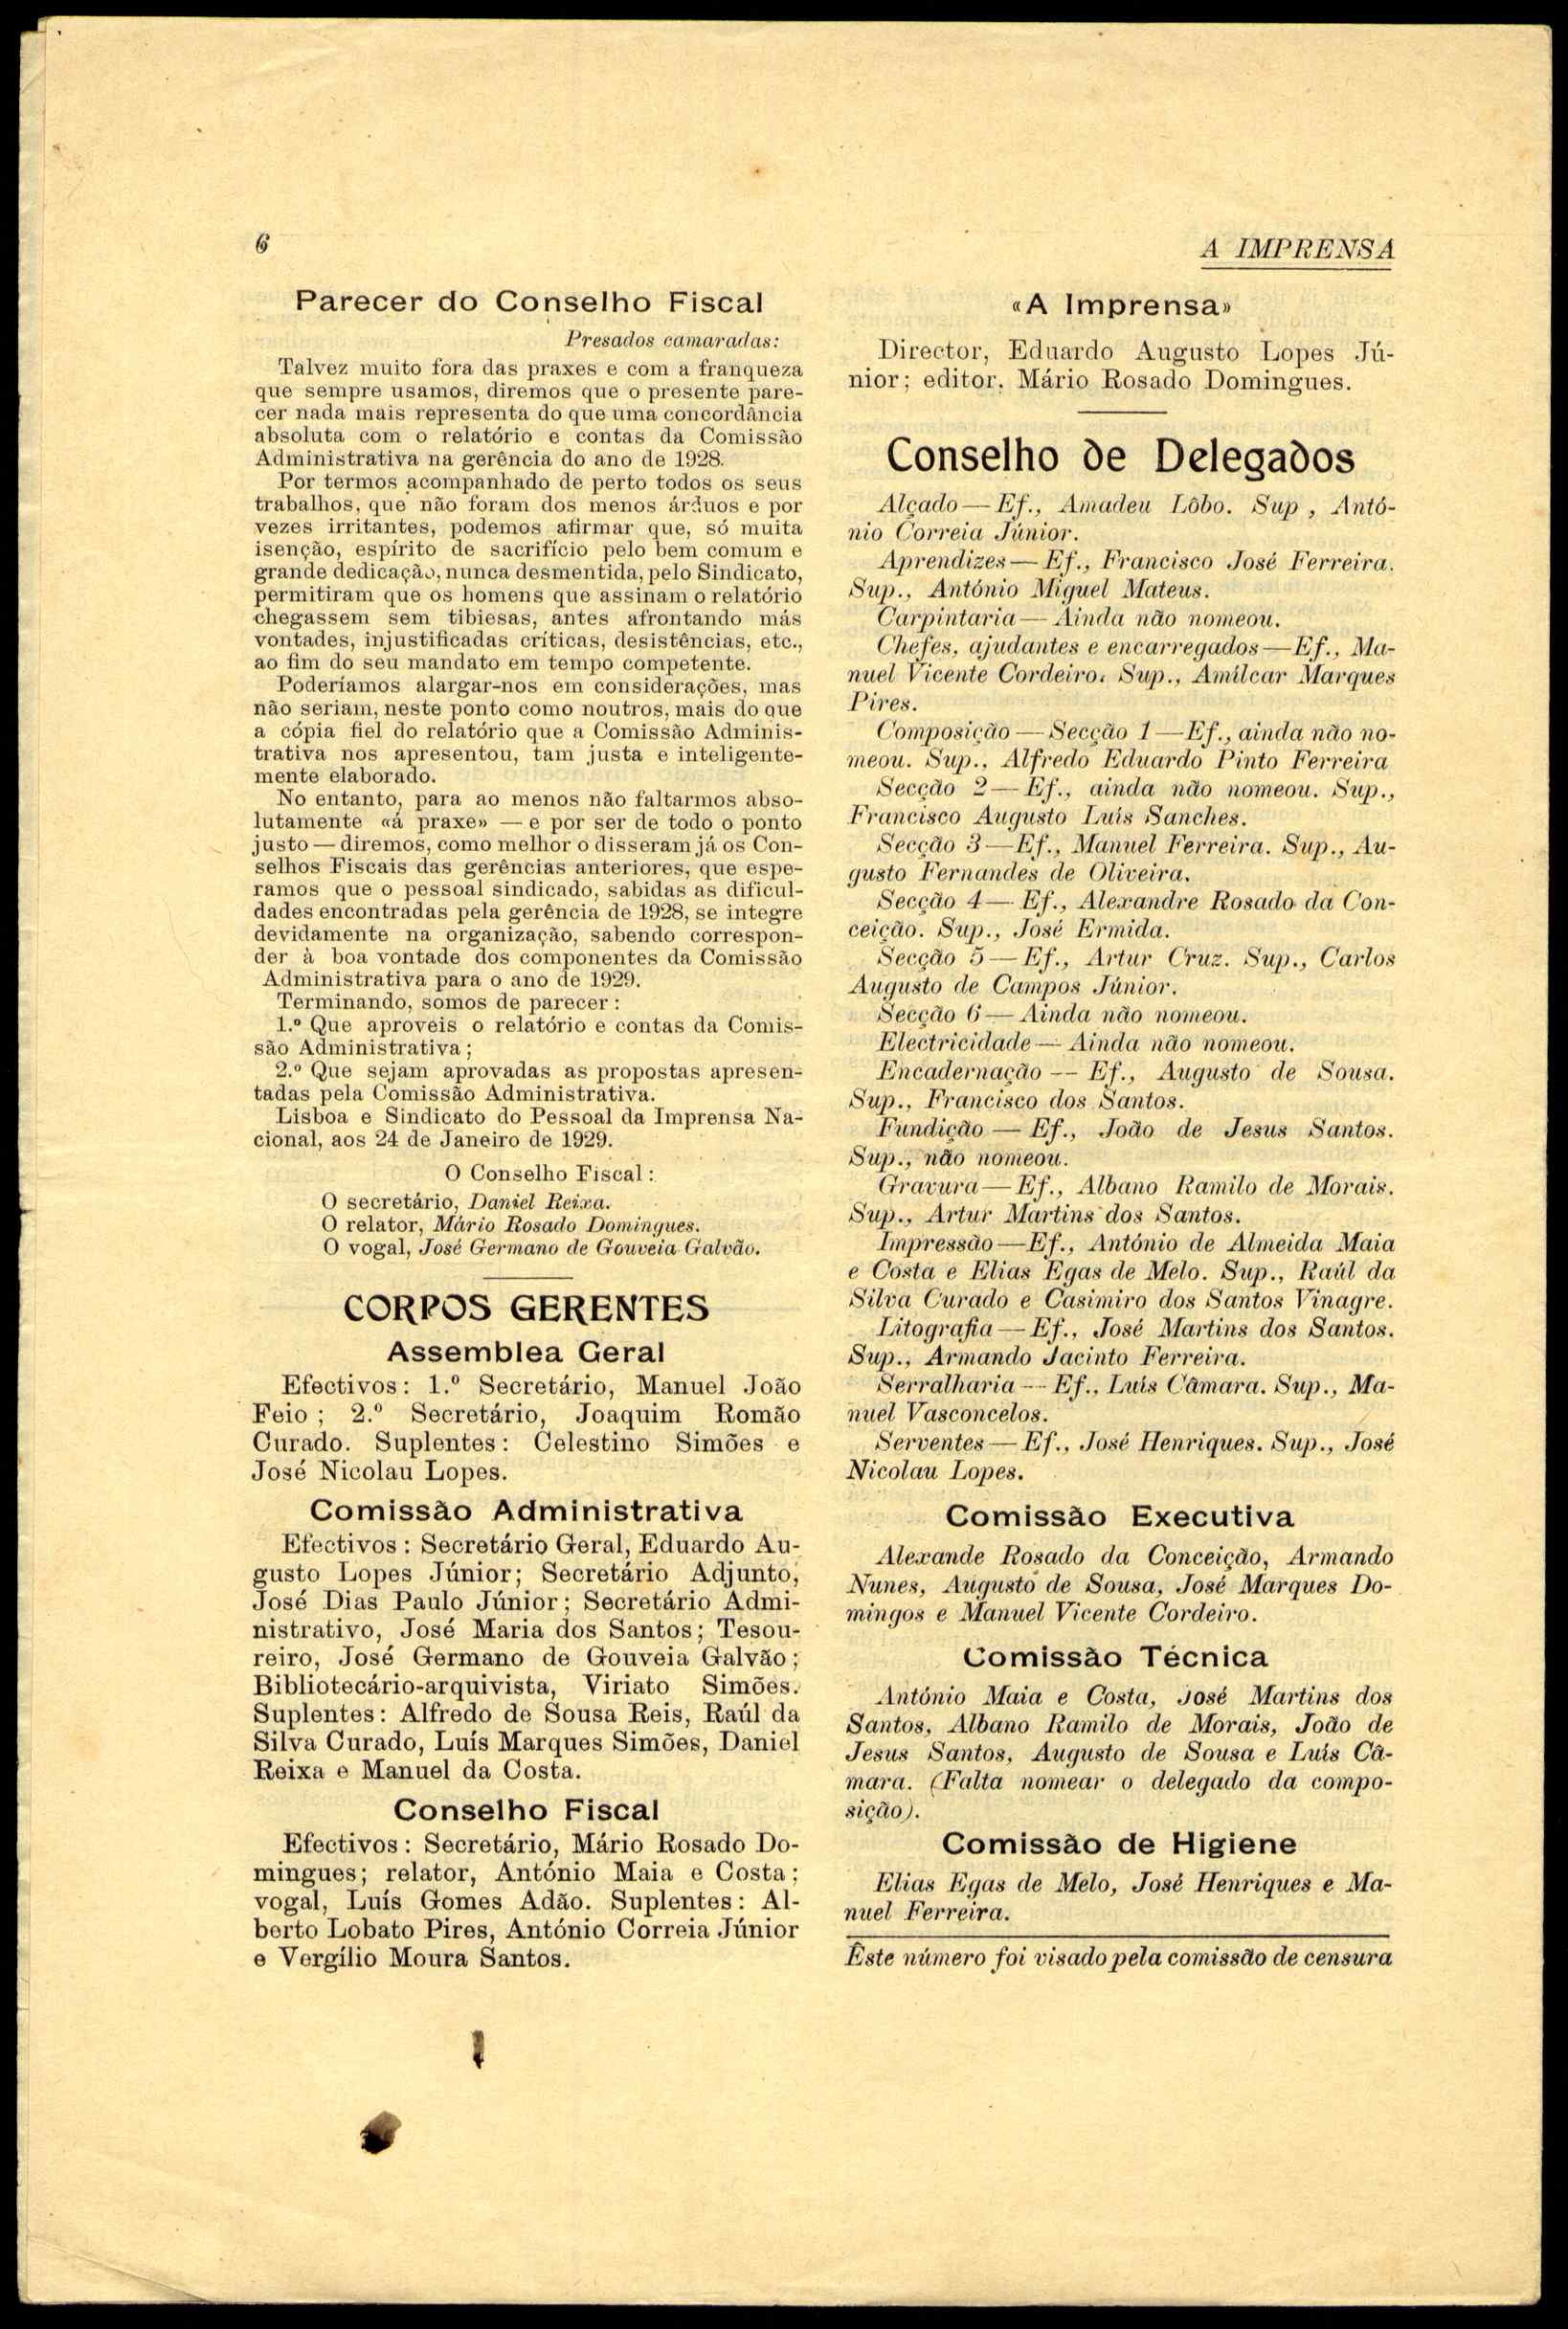 6
A IMPRENSA
Parecer do Conselho Fiscal
Presados camaradas:
Talvez muito fora das praxes e com a franqueza
que sempre usamos, diremos que o presente pare-
cer nada mais representa do que uma concordância
absoluta com o relatório e contas da Comissão
Administrativa na gerência do ano de 1928.
Por termos acompanhado de perto todos os seus
trabalhos, que não foram dos menos árduos e por
vezes irritantes, podemos afirmar que, só muita
isenção, espírito de sacrifício pelo bem comum e
grande dedicação, nunca desmentida, pelo Sindicato,
permitiram que os homens que assinam o relatório
chegassem sem tibiesas, antes afrontando más
vontades, injustificadas críticas, desistências, etc.,
ao fim do seu mandato em tempo competente.
Poderíamos alargar-nos em considerações, mas
não seriam, neste ponto como noutros, mais do que
a cópia fiel do relatório que a Comissão Adminis-
trativa nos apresentou, tam justa e inteligente-
mente elaborado.
No entanto, para ao menos não faltarmos abso-
lutamente «á praxe» — e por ser de todo o ponto
justo — diremos, como melhor o disseram já os Con-
selhos Fiscais das gerências anteriores, que espe-
ramos que o pessoal sindicado, sabidas as dificul-
dades encontradas pela gerência de 1928, se integre
devidamente na organização, sabendo correspon-
der à boa vontade dos componentes da Comissão
Administrativa para o ano de 1929.
Terminando, somos de parecer:
1.º Que aproveis o relatório e contas da Comis-
são Administrativa;
2.º Que sejam aprovadas as propostas apresen-
tadas pela Comissão Administrativa.
Lisboa e Sindicato do Pessoal da Imprensa Na-
cional, aos 24 de Janeiro de 1929.
O Conselho Fiscal:
O secretário, Daniel Reixa.
O relator, Mário Rosado Domingues.
O vogal, José Germano de Gouveia Galvão.
CORPOS GERENTES
Assemblea Geral
Efectivos: 1.º Secretário, Manuel João
Feio; 2.º Secretário, Joaquim Romão
Curado. Suplentes: Celestino Simões e
José Nicolau Lopes.
Comissão Administrativa
Efectivos: Secretário Geral, Eduardo Au-
gusto Lopes Júnior; Secretário Adjunto,
José Dias Paulo Júnior; Secretário Admi-
nistrativo, José Maria dos Santos; Tesou-
reiro, José Germano de Gouveia Galvão;
Bibliotecário-arquivista, Viriato Simões.
Suplentes: Alfredo de Sousa Reis, Raúl da
Silva Curado, Luís Marques Simões, Daniel
Reixa e Manuel da Costa.
Conselho Fiscal
Efectivos: Secretário, Mário Rosado Do-
mingues; relator, António Maia e Costa;
vogal, Luís Gomes Adão. Suplentes: Al-
berto Lobato Pires, António Correia Júnior
e Vergílio Moura Santos.
«A Imprensa»
Director, Eduardo Augusto Lopes Jú-
nior; editor, Mário Rosado Domingues.
Conselho de Delegados
Alçado — Ef., Amadeu Lôbo. Sup , Antó-
nio Correia Júnior.
Aprendizes — Ef., Francisco José Ferreira.
Sup., António Miguel Mateus.
Carpintaria — Ainda não nomeou.
Chefes, ajudantes e encarregados — Ef., Ma-
nuel Vicente Cordeiro. Sup., Amílcar Marques
Pires.
Composição — Secção 1 — Ef., ainda não no-
meou. Sup., Alfredo Eduardo Pinto Ferreira
Secção 2 — Ef., ainda não nomeou. Sup.,
Francisco Augusto Luís Sanches.
Secção 3 — Ef., Manuel Ferreira. Sup., Au-
gusto Fernandes de Oliveira.
Secção 4 — Ef., Alexandre Rosado da Con-
ceição. Sup., José Ermida.
Secção 5 — Ef., Artur Cruz. Sup., Carlos
Augusto de Campos Júnior.
Secção 6 — Ainda não nomeou.
Electricidade — Ainda não nomeou.
Encadernação — Ef., Augusto de Sousa.
Sup., Francisco dos Santos.
Fundição — Ef., João de Jesus Santos.
Sup., não nomeou.
Gravura — Ef., Albano Ramilo de Morais.
Sup., Artur Martins dos Santos.
Impressão — Ef., António de Almeida Maia
e Costa e Elias Egas de Melo. Sup., Raúl da
Silva Curado e Casimiro dos Santos Vinagre.
Litografia — Ef., José Martins dos Santos.
Sup., Armando Jacinto Ferreira.
Serralharia — Ef., Luís Câmara. Sup., Ma-
nuel Vasconcelos.
Serventes — Ef., José Henriques. Sup., José
Nicolau Lopes.
Comissão Executiva
Alexande Rosado da Conceição, Armando
Nunes, Augusto de Sousa, José Marques Do-
mingos e Manuel Vicente Cordeiro.
Comissão Técnica
António Maia e Costa, José Martins dos
Santos, Albano Ramilo de Morais, João de
Jesus Santos, Augusto de Sousa e Luís Câ-
mara. (Falta nomear o delegado da compo-
sição).
Comissão de Higiene
Elias Egas de Melo, José Henriques e Ma-
nuel Ferreira.
Êste número foi visado pela comissão de censura